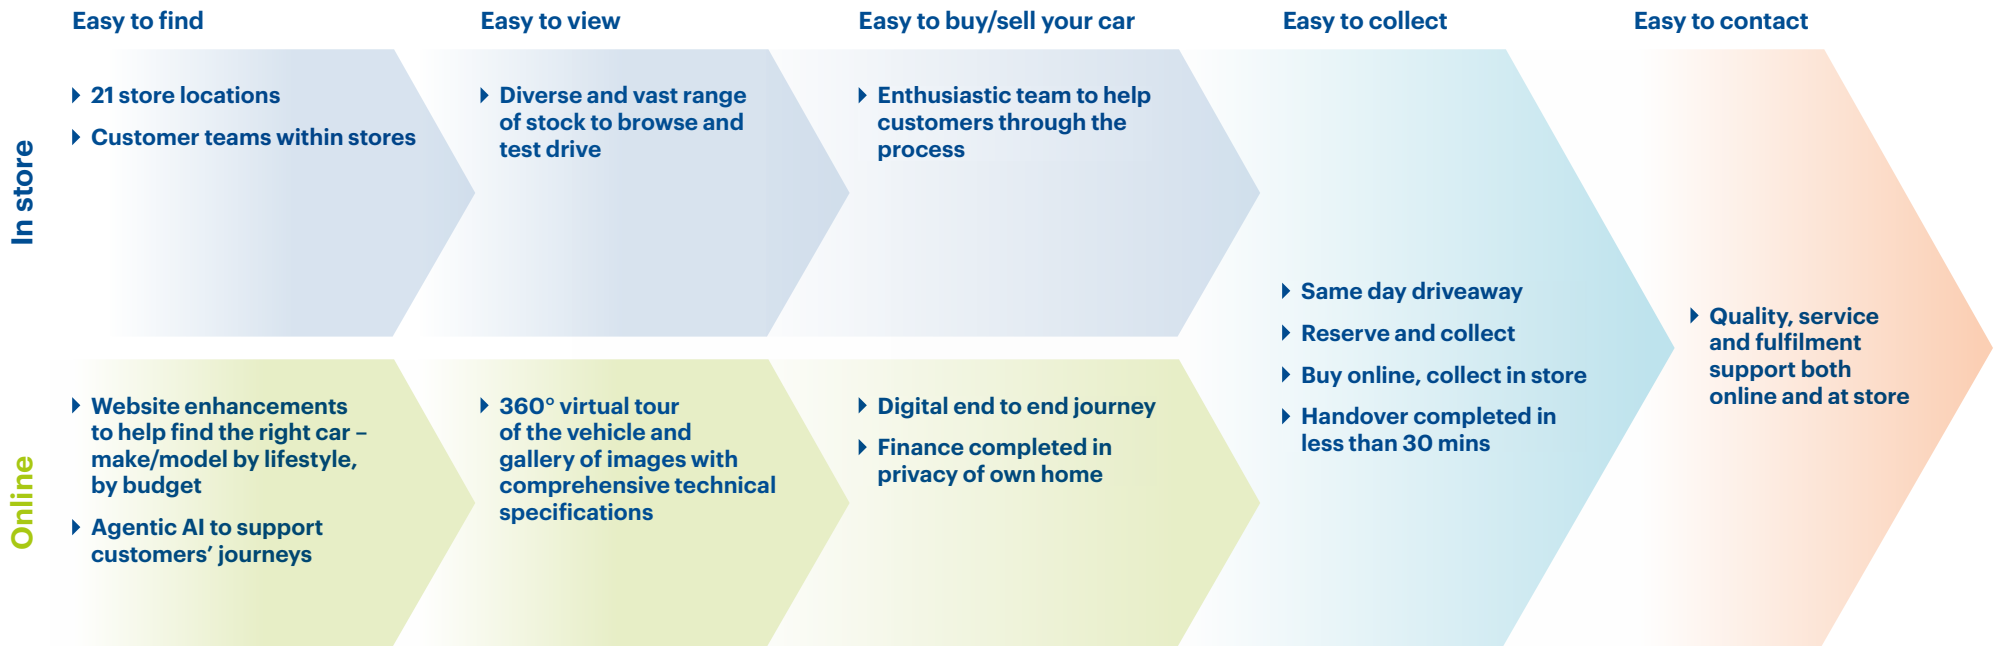 Easy to find
Easy to view
Easy to buy/sell your car
Easy to collect
Easy to contact
In store
21 store locations
Customer teams within stores
Diverse and vast range
of stock to browse and
test drive
Enthusiastic team to help
customers through the
process
Online
Website enhancements
to help find the right car –
make/model by lifestyle,
by budget
Agentic AI to support
customers’ journeys
360° virtual tour
of the vehicle and
gallery of images with
comprehensive technical
specifications
Digital end to end journey
Finance completed in
privacy of own home
Same day driveaway
Reserve and collect
Buy online, collect in store
Handover completed in
less than 30 mins
Quality, service
and fulfilment
support both
online and at store